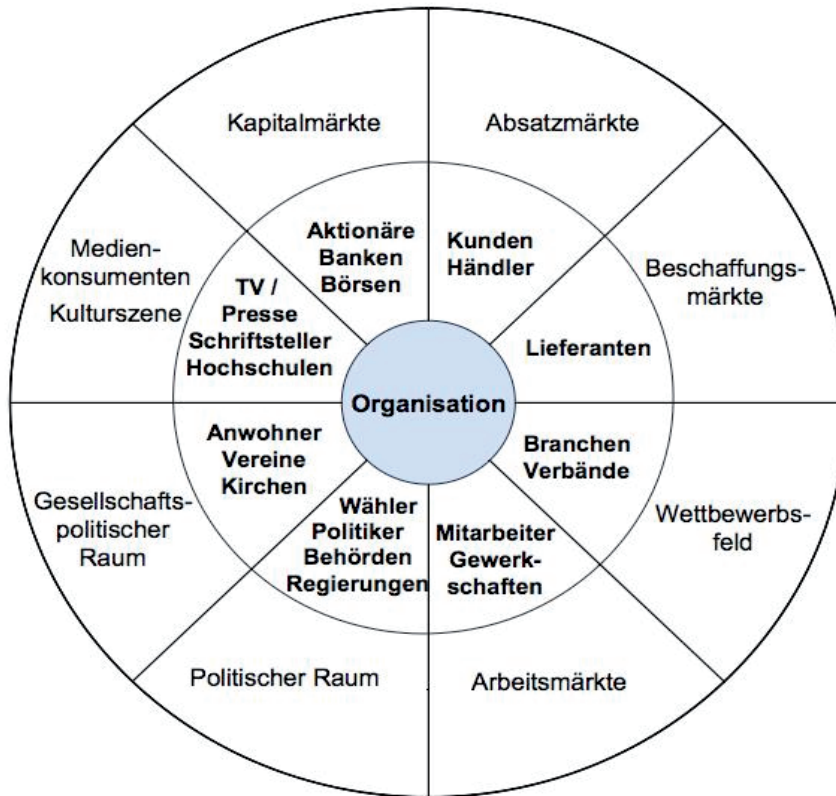 Kapitalmärkte
Absatzmärkte
Aktionäre
Banken
Börsen
Kunden
Händler
Medien-
konsumenten
Kulturszene
TV /
Presse
Schriftsteller
Hochschulen
Beschaffungs-
märkte
Lieferanten
Organisation
Anwohner
Vereine
Kirchen
Branchen
Verbände
Gesellschafts-
politischer
Raum
Wähler
Politiker
Behörden
Regierungen
Mitarbeiter
Gewerk-
schaften
Wettbewerbs-
feld
Politischer Raum
Arbeitsmärkte